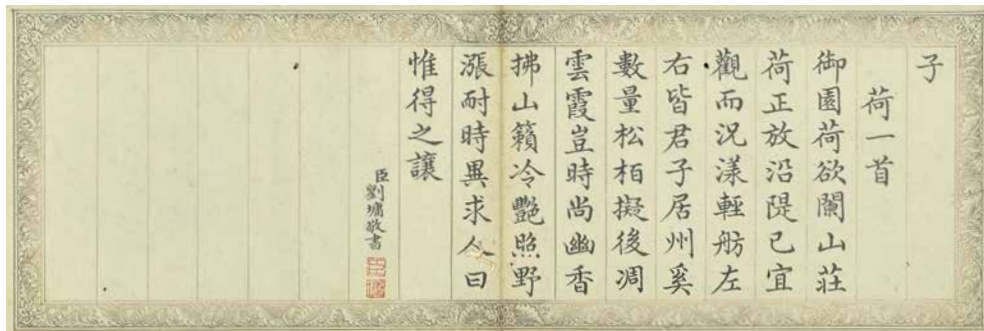 子
荷一首
御園荷欲闌山莊
荷正放沿隄已宜
觀而況漾輕舫左
右皆君子居州奚
數量松柏擬後凋
雲霞豈時尚幽香
拂山籟冷艷照野
漲耐時異求人曰
惟得之讓
臣劉墉敬書